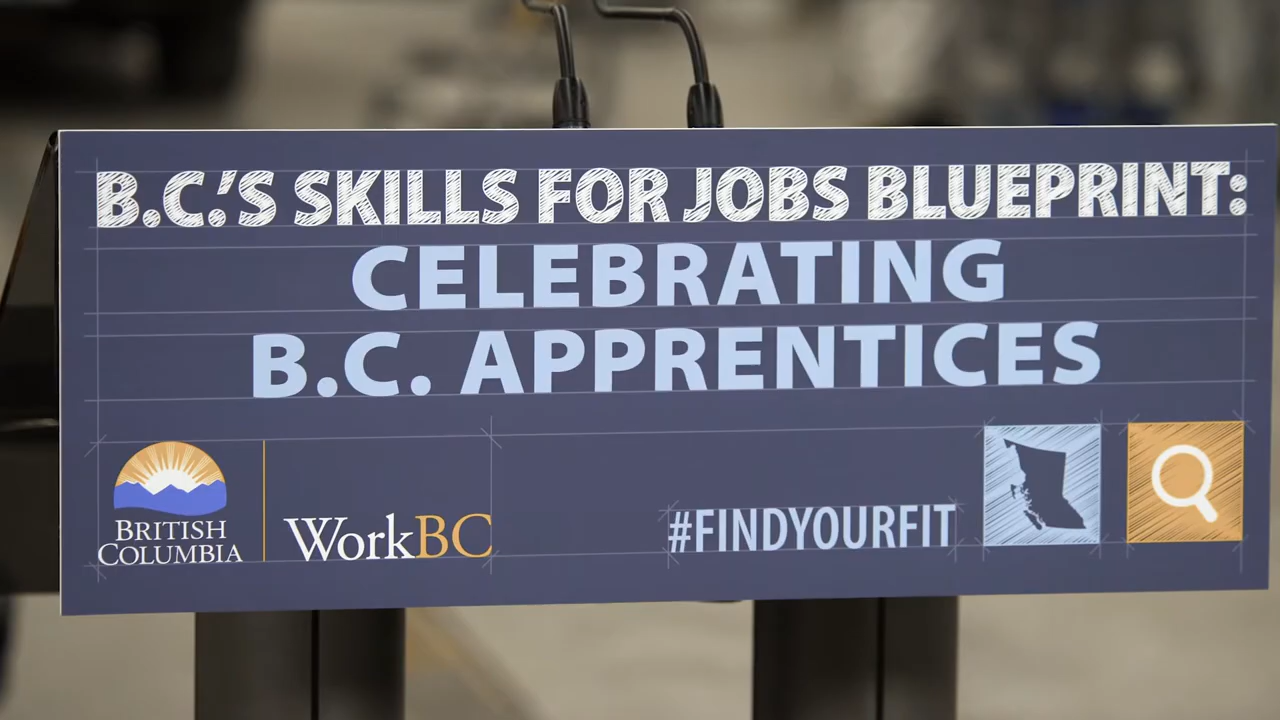 B.C.'S SKILLS FOR JOBS BLUEPRINT:
CELEBRATING
B.C. APPRENTICES
BRITISH
COLUMBIA
WorkBC
#FINDYOURFIT